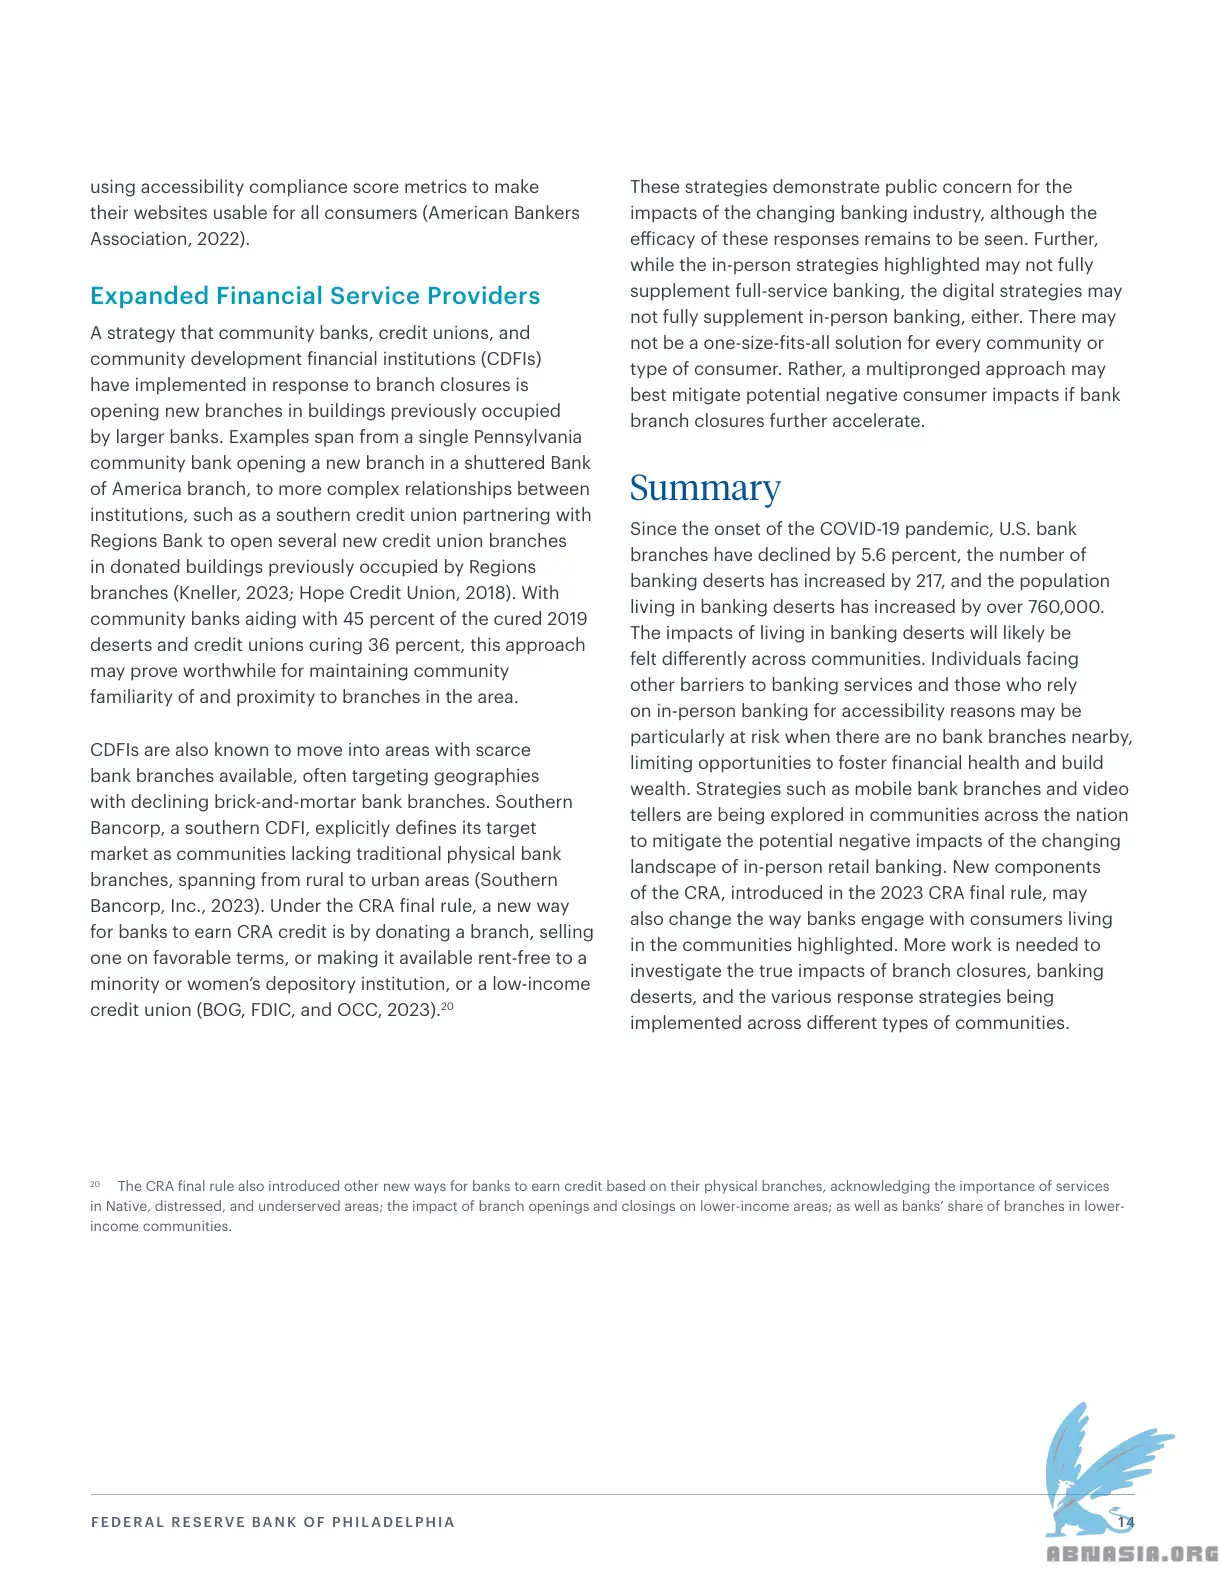 using accessibility compliance score metrics to make
their websites usable for all consumers (American Bankers
Association, 2022).
Expanded Financial Service Providers
A strategy that community banks, credit unions, and
community development financial institutions (CDFIs)
have implemented in response to branch closures is
opening new branches in buildings previously occupied
by larger banks. Examples span from a single Pennsylvania
community bank opening a new branch in a shuttered Bank
of America branch, to more complex relationships between
institutions, such as a southern credit union partnering with
Regions Bank to open several new credit union branches
in donated buildings previously occupied by Regions
branches (Kneller, 2023; Hope Credit Union, 2018). With
community banks aiding with 45 percent of the cured 2019
deserts and credit unions curing 36 percent, this approach
may prove worthwhile for maintaining community
familiarity of and proximity to branches in the area.
CDFIs are also known to move into areas with scarce
bank branches available, often targeting geographies
with declining brick-and-mortar bank branches. Southern
Bancorp, a southern CDFI, explicitly defines its target
market as communities lacking traditional physical bank
branches, spanning from rural to urban areas (Southern
Bancorp, Inc., 2023). Under the CRA final rule, a new way
for banks to earn CRA credit is by donating a branch, selling
one on favorable terms, or making it available rent-free to a
minority or women’s depository institution, or a low-income
credit union (BOG, FDIC, and OCC, 2023).20
These strategies demonstrate public concern for the
impacts of the changing banking industry, although the
efficacy of these responses remains to be seen. Further,
while the in-person strategies highlighted may not fully
supplement full-service banking, the digital strategies may
not fully supplement in-person banking, either. There may
not be a one-size-fits-all solution for every community or
type of consumer. Rather, a multipronged approach may
best mitigate potential negative consumer impacts if bank
branch closures further accelerate.
Summary
Since the onset of the COVID-19 pandemic, U.S. bank
branches have declined by 5.6 percent, the number of
banking deserts has increased by 217, and the population
living in banking deserts has increased by over 760,000.
The impacts of living in banking deserts will likely be
felt differently across communities. Individuals facing
other barriers to banking services and those who rely
on in-person banking for accessibility reasons may be
particularly at risk when there are no bank branches nearby,
limiting opportunities to foster financial health and build
wealth. Strategies such as mobile bank branches and video
tellers are being explored in communities across the nation
to mitigate the potential negative impacts of the changing
landscape of in-person retail banking. New components
of the CRA, introduced in the 2023 CRA final rule, may
also change the way banks engage with consumers living
in the communities highlighted. More work is needed to
investigate the true impacts of branch closures, banking
deserts, and the various response strategies being
implemented across different types of communities.
20 The CRA final rule also introduced other new ways for banks to earn credit based on their physical branches, acknowledging the importance of services
in Native, distressed, and underserved areas; the impact of branch openings and closings on lower-income areas; as well as banks’ share of branches in lower-
income communities.
FEDERAL RESERVE BANK OF PHILADELPHIA
14
ABNASIA.ORG